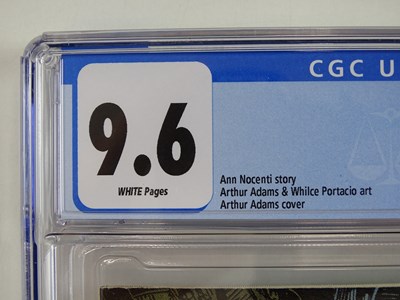 CGC U
9.6
WHITE Pages
Ann Nocenti story
Arthur Adams & Whilce Portacio art
Arthur Adams cover